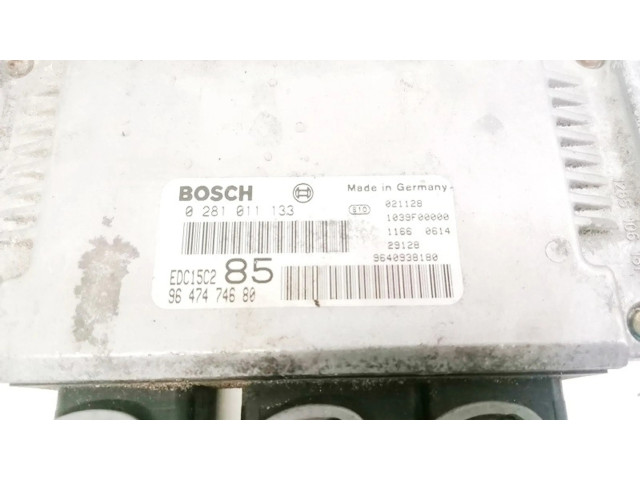 BOSCH
Made in Germany
0 281 011 133
610 021128
1039F00000
1166 0614
29128
9640938180
EDC15C2 85
96 474 746 80